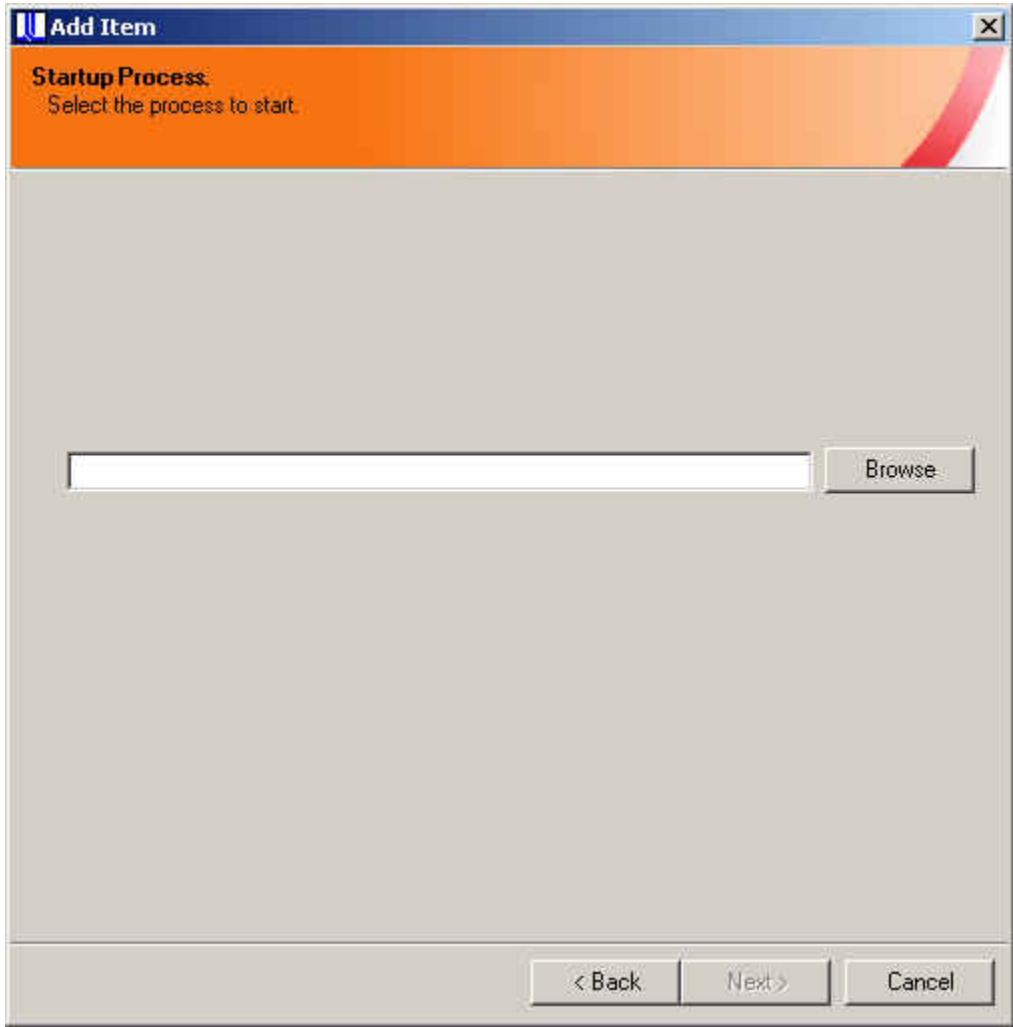 Add Item
Startup Process.
Select the process to start.
Browse
< Back
Next >
Cancel